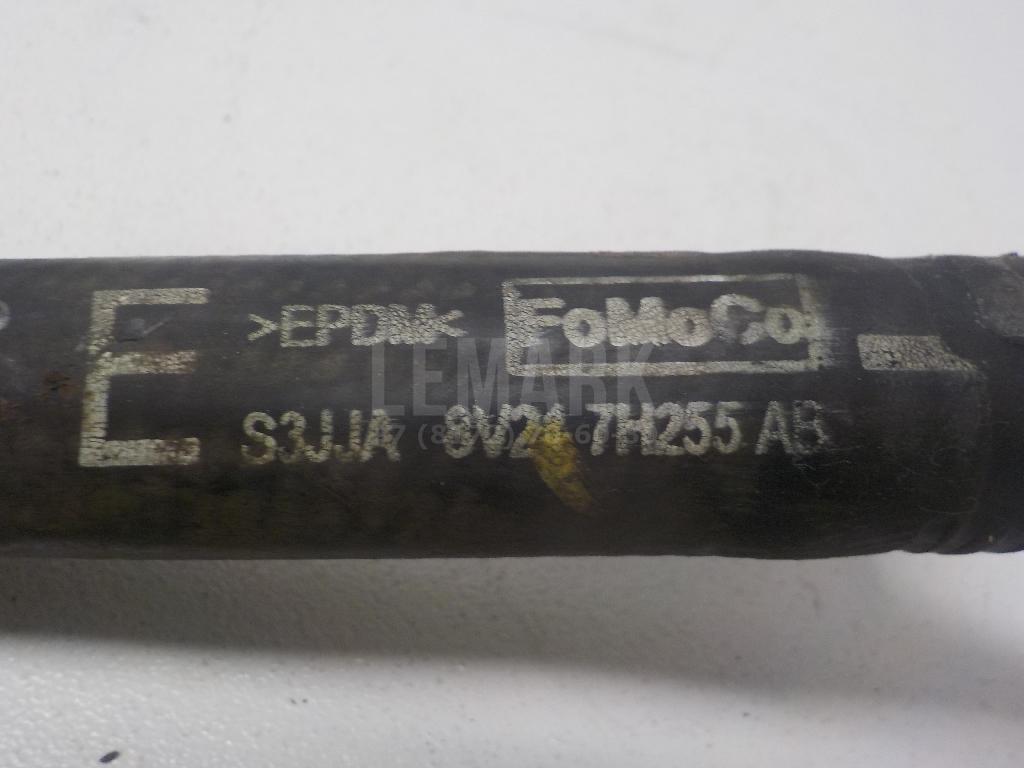 E
>EPDM< FoMoCo
LEMARK
S3JJA 8V21 7H255 AB